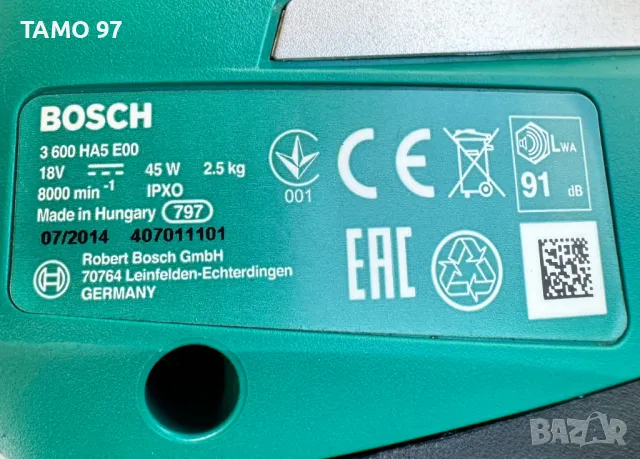 TAMO 97
BOSCH
3 600 HA5 E00
18V 45 W 2.5 kg
8000 min⁻¹ IPXO
Made in Hungary 797
07/2014 407011101
Robert Bosch GmbH
70764 Leinfelden-Echterdingen
GERMANY
001
CE
LWA
91 dB
EAC
BAZAR